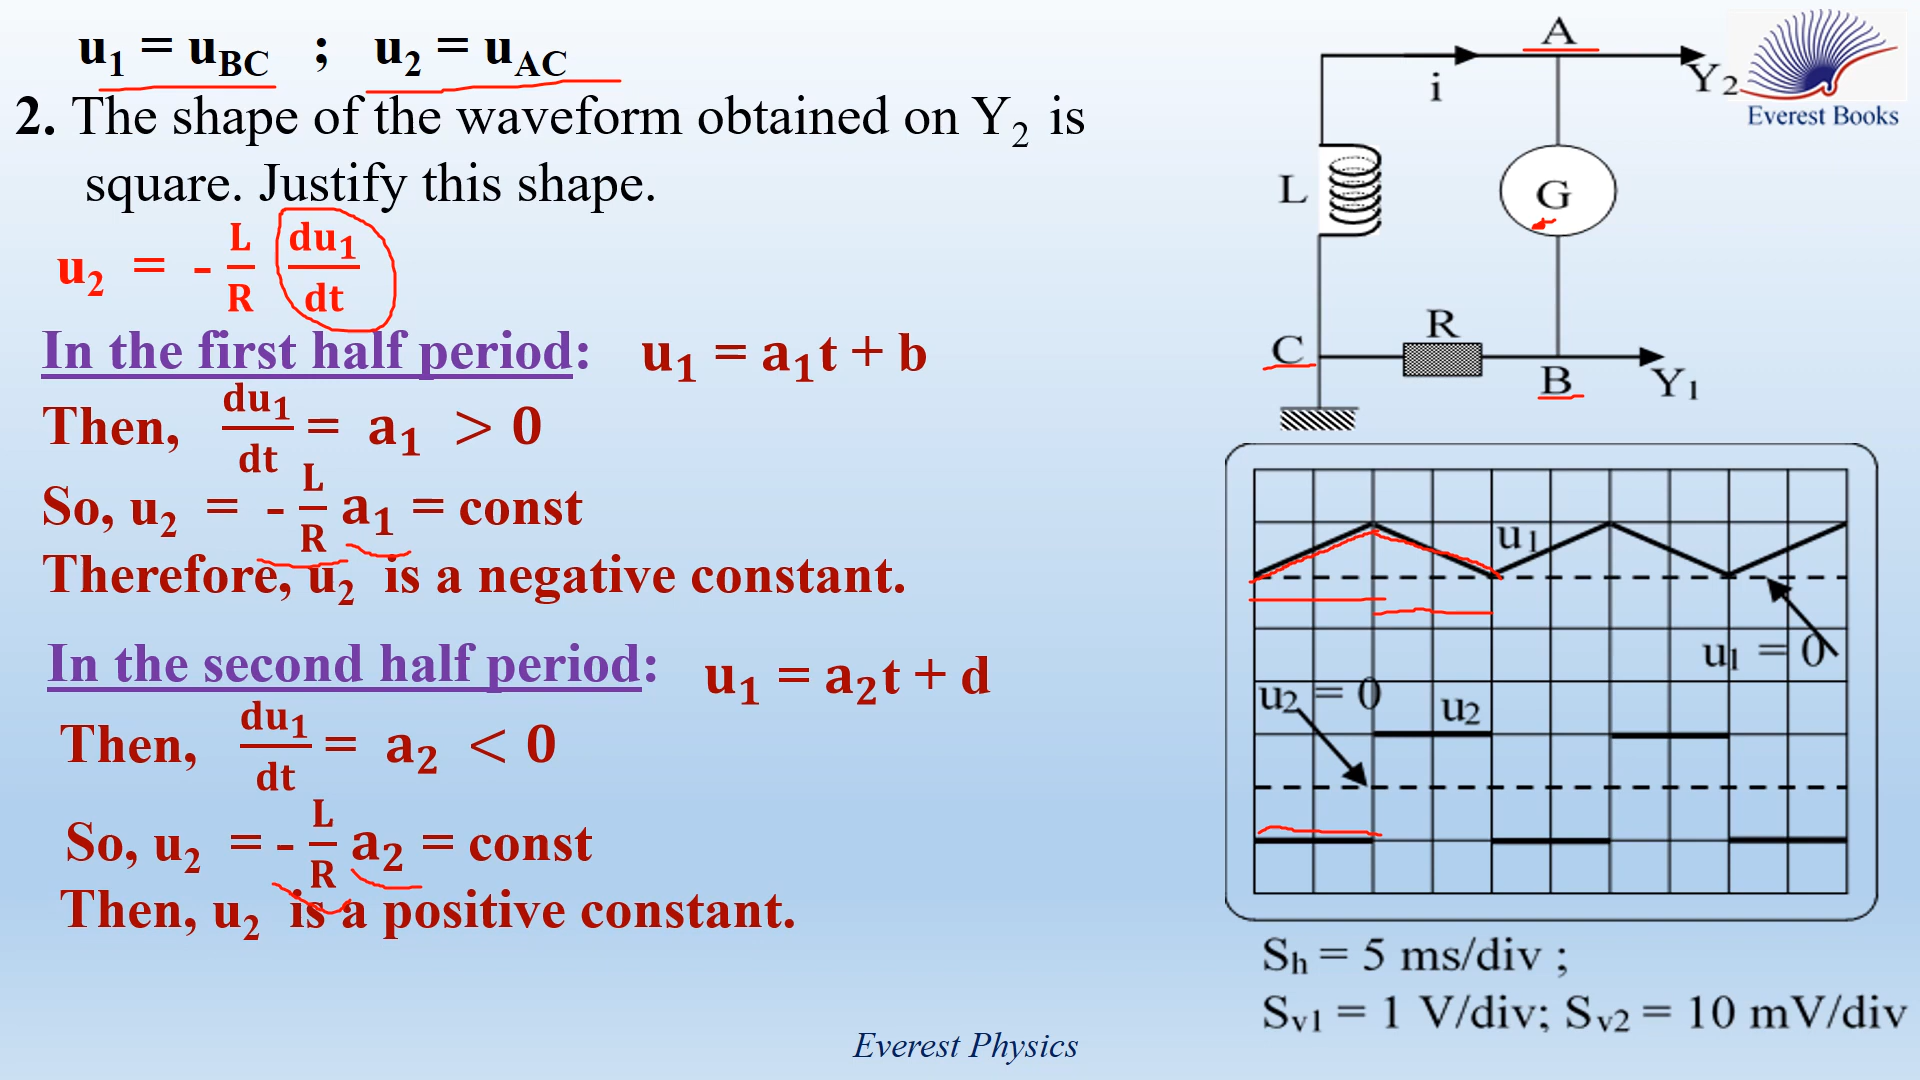 u₁ = u_BC ; u₂ = u_AC
2. The shape of the waveform obtained on Y₂ is
square. Justify this shape.
u₂ = - L/R du₁/dt
In the first half period: u₁ = a₁t + b
Then, du₁/dt = a₁ > 0
So, u₂ = - L/R a₁ = const
Therefore, u₂ is a negative constant.
In the second half period: u₁ = a₂t + d
Then, du₁/dt = a₂ < 0
So, u₂ = - L/R a₂ = const
Then, u₂ is a positive constant.
Everest Physics
A
i
Y₂
Everest Books
L
G
R
C
B
Y₁
u₁
u₁ = 0
u₂ = 0
u₂
Sh = 5 ms/div ;
Sv1 = 1 V/div; Sv2 = 10 mV/div